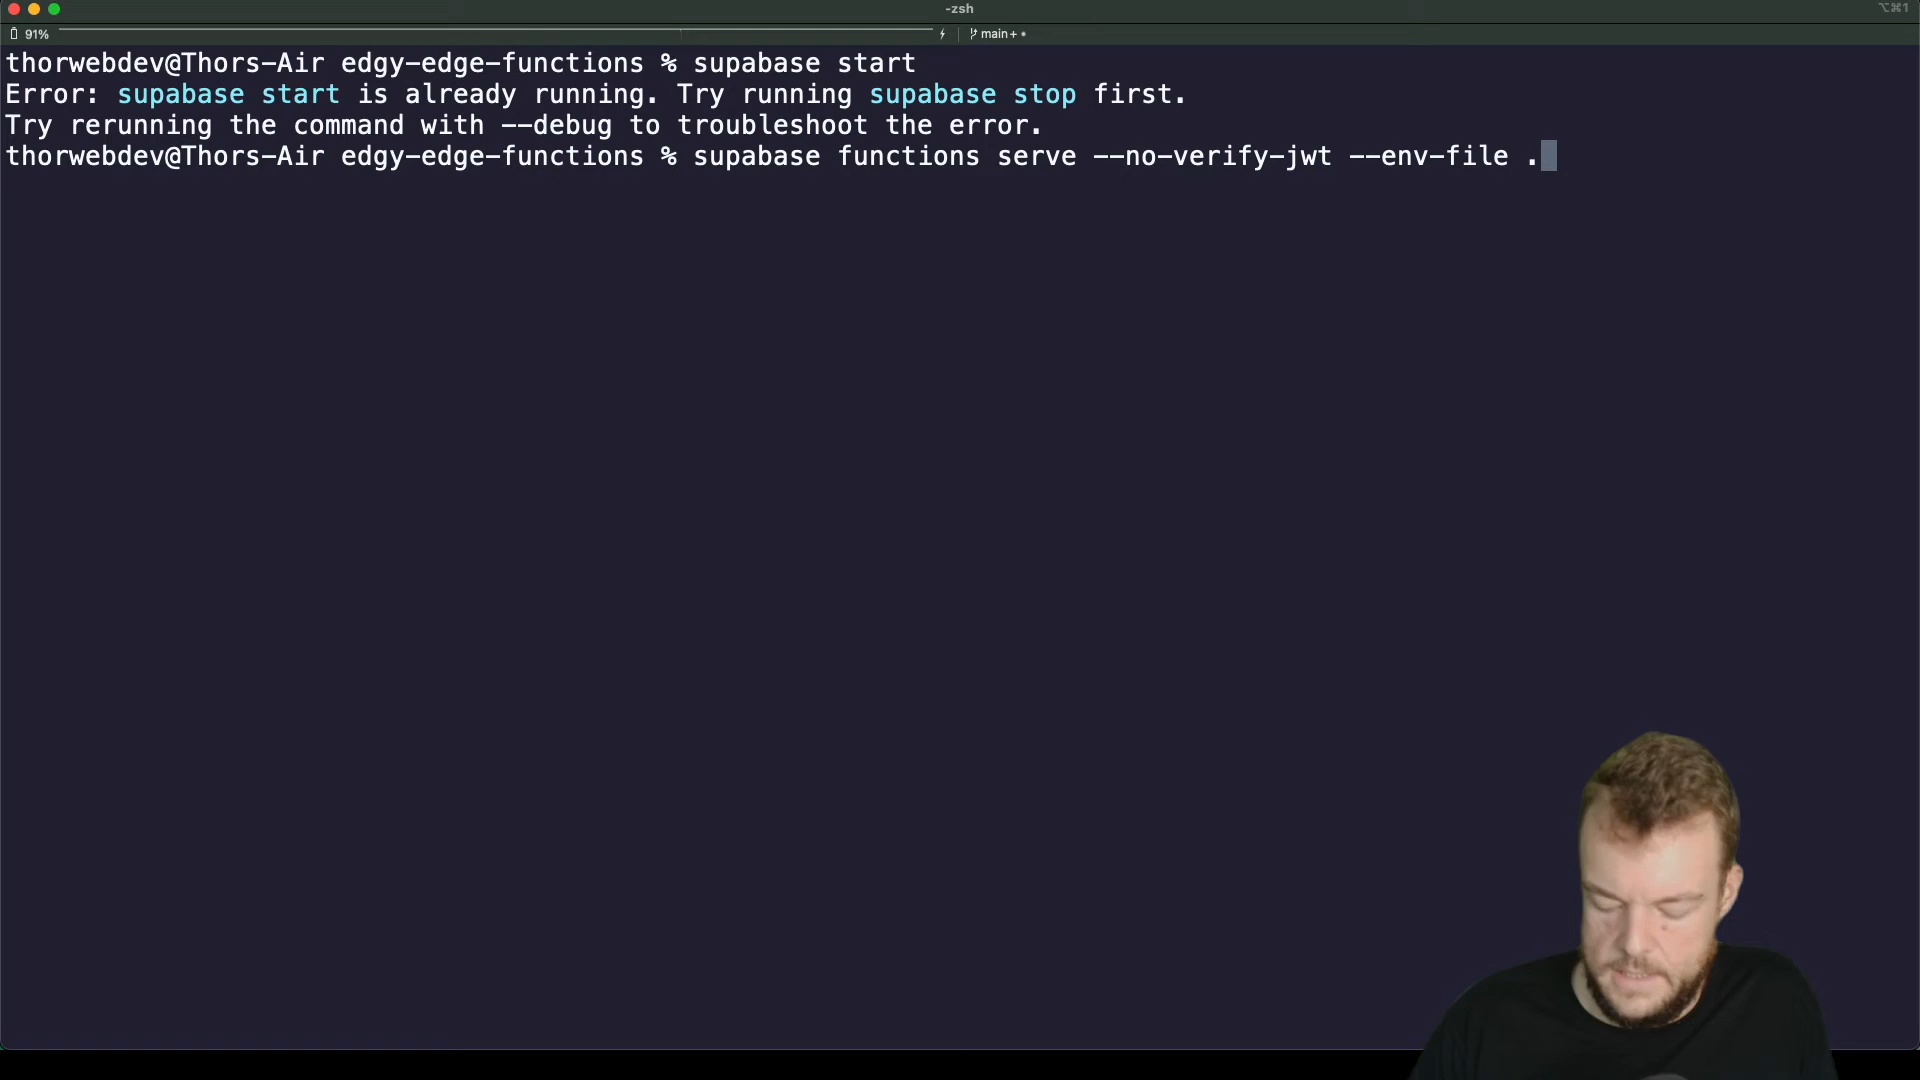 -zsh
⌥⌘1
91%
main+ •
thorwebdev@Thors-Air edgy-edge-functions % supabase start
Error: supabase start is already running. Try running supabase stop first.
Try rerunning the command with --debug to troubleshoot the error.
thorwebdev@Thors-Air edgy-edge-functions % supabase functions serve --no-verify-jwt --env-file .